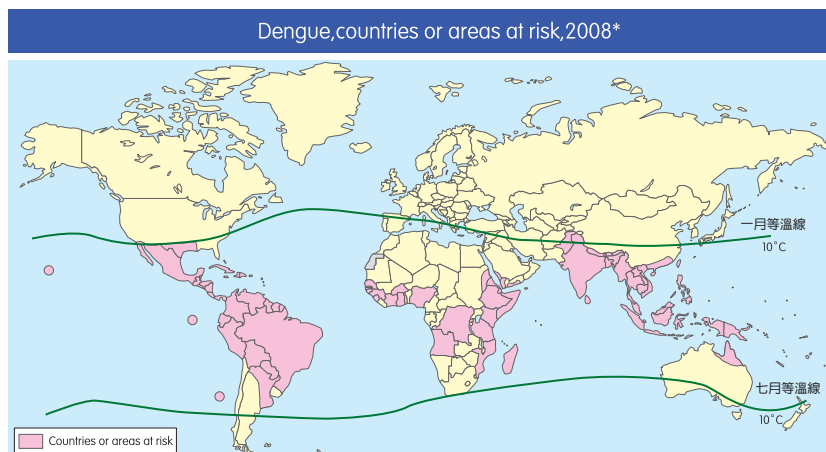 Dengue,countries or areas at risk,2008*
一月等溫線
10˚C
七月等溫線
10˚C
Countries or areas at risk